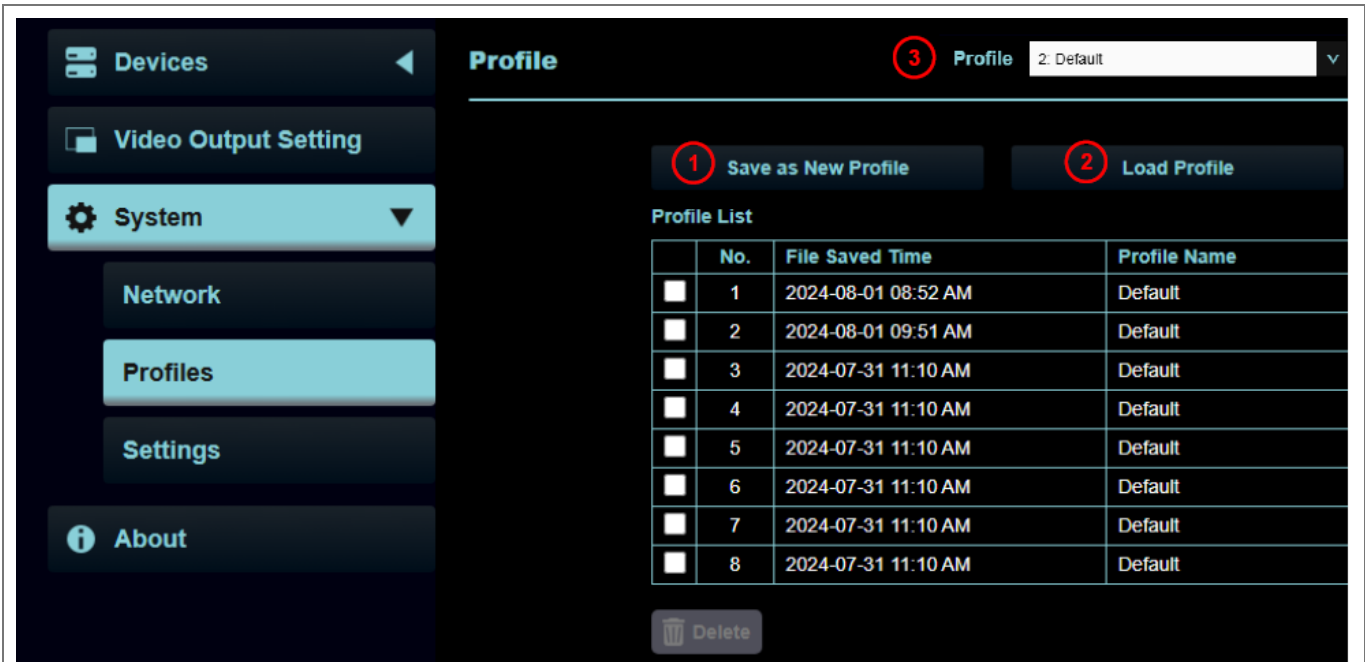 Devices
Video Output Setting
System
Network
Profiles
Settings
About
Profile
3 Profile 2: Default
1 Save as New Profile 2 Load Profile
Profile List
No. File Saved Time Profile Name
1 2024-08-01 08:52 AM Default
2 2024-08-01 09:51 AM Default
3 2024-07-31 11:10 AM Default
4 2024-07-31 11:10 AM Default
5 2024-07-31 11:10 AM Default
6 2024-07-31 11:10 AM Default
7 2024-07-31 11:10 AM Default
8 2024-07-31 11:10 AM Default
Delete